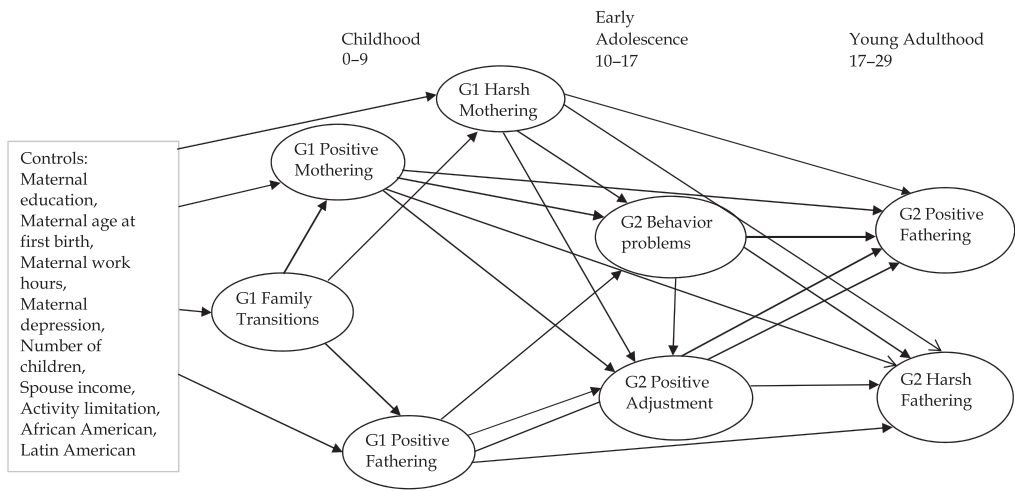 Childhood
0–9
Early
Adolescence
10–17
Young Adulthood
17–29
Controls:
Maternal
education,
Maternal age at
first birth,
Maternal work
hours,
Maternal
depression,
Number of
children,
Spouse income,
Activity limitation,
African American,
Latin American
G1 Harsh
Mothering
G1 Positive
Mothering
G1 Family
Transitions
G1 Positive
Fathering
G2 Behavior
problems
G2 Positive
Adjustment
G2 Positive
Fathering
G2 Harsh
Fathering